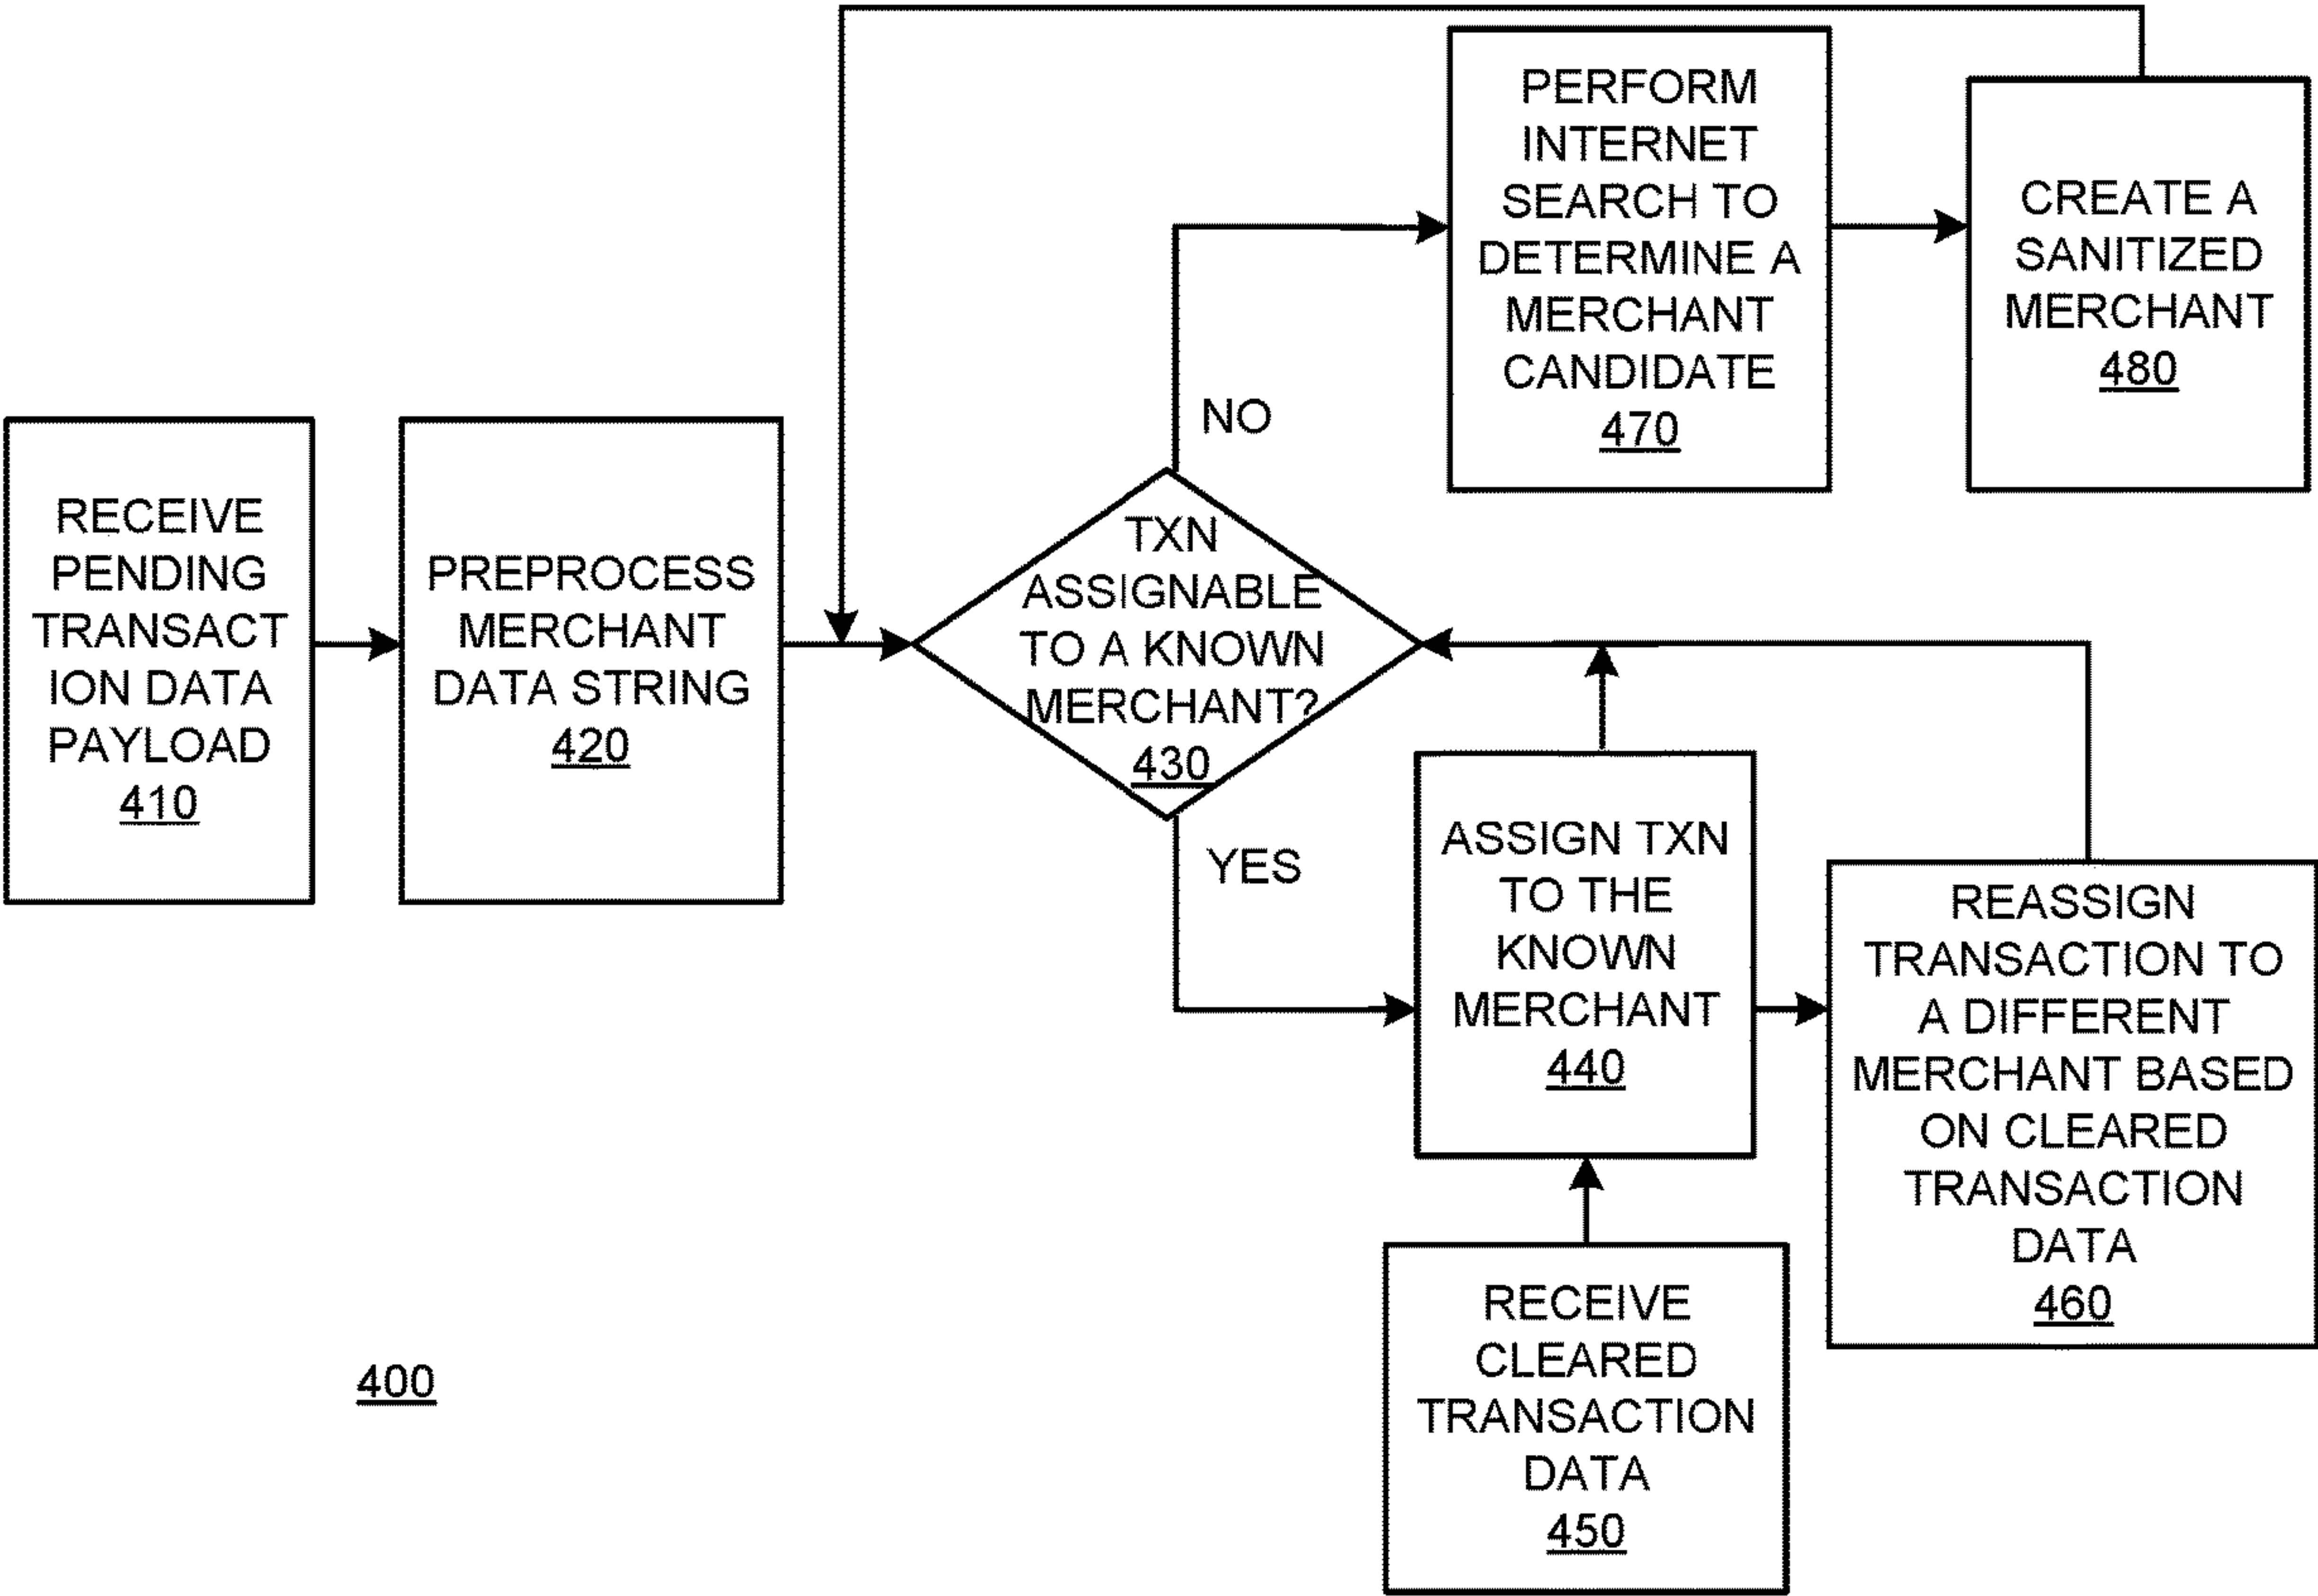 RECEIVE
PENDING
TRANSACT
ION DATA
PAYLOAD
410
PREPROCESS
MERCHANT
DATA STRING
420
TXN
ASSIGNABLE
TO A KNOWN
MERCHANT?
430
NO
PERFORM
INTERNET
SEARCH TO
DETERMINE A
MERCHANT
CANDIDATE
470
CREATE A
SANITIZED
MERCHANT
480
YES
ASSIGN TXN
TO THE
KNOWN
MERCHANT
440
RECEIVE
CLEARED
TRANSACTION
DATA
450
REASSIGN
TRANSACTION TO
A DIFFERENT
MERCHANT BASED
ON CLEARED
TRANSACTION
DATA
460
400